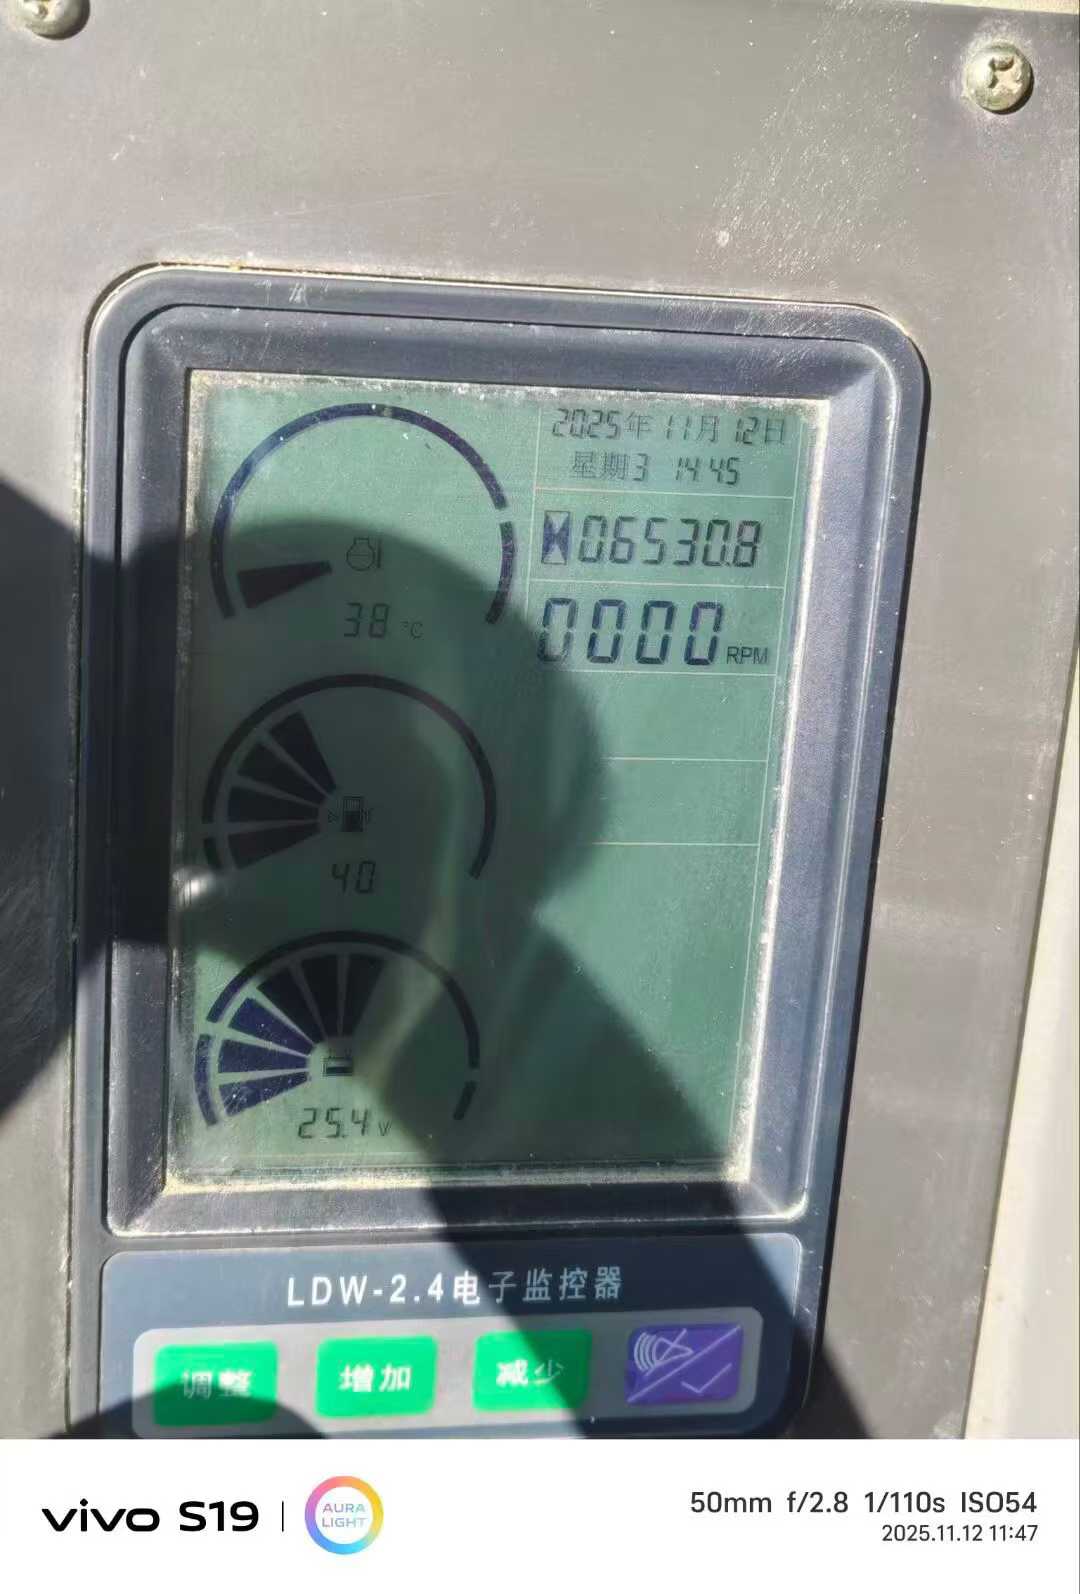 2025年11月12日
星期3 14 45
06530.8
0000 RPM
38 °C
40
25.4 V
LDW-2.4电子监控器
调整 增加 减少
vivo S19 | AURA LIGHT
50mm f/2.8 1/110s ISO54
2025.11.12 11:47